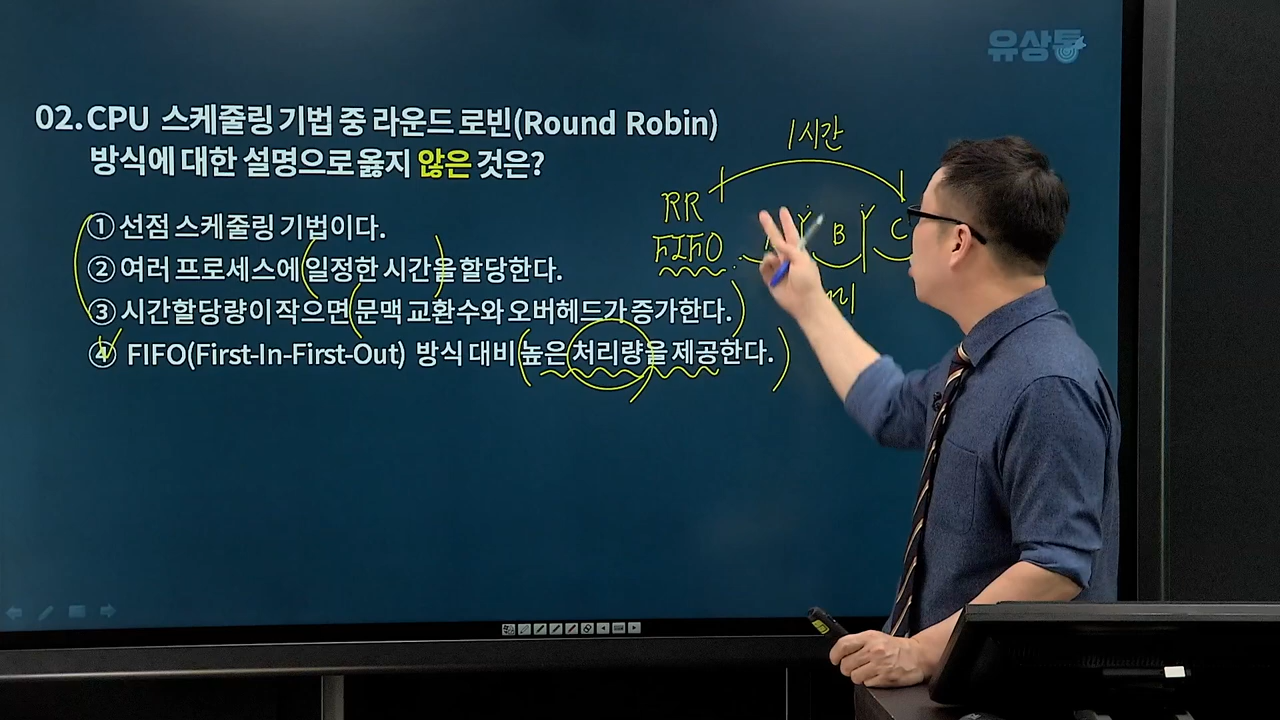 유상통
02. CPU 스케줄링 기법 중 라운드 로빈(Round Robin)
방식에 대한 설명으로 옳지 않은 것은?
① 선점 스케줄링 기법이다.
② 여러 프로세스에 일정한 시간을 할당한다.
③ 시간할당량이 작으면 문맥 교환수와 오버헤드가 증가한다.
④ FIFO(First-In-First-Out) 방식 대비 높은 처리량을 제공한다.
1시간
RR
FIFO
B
C